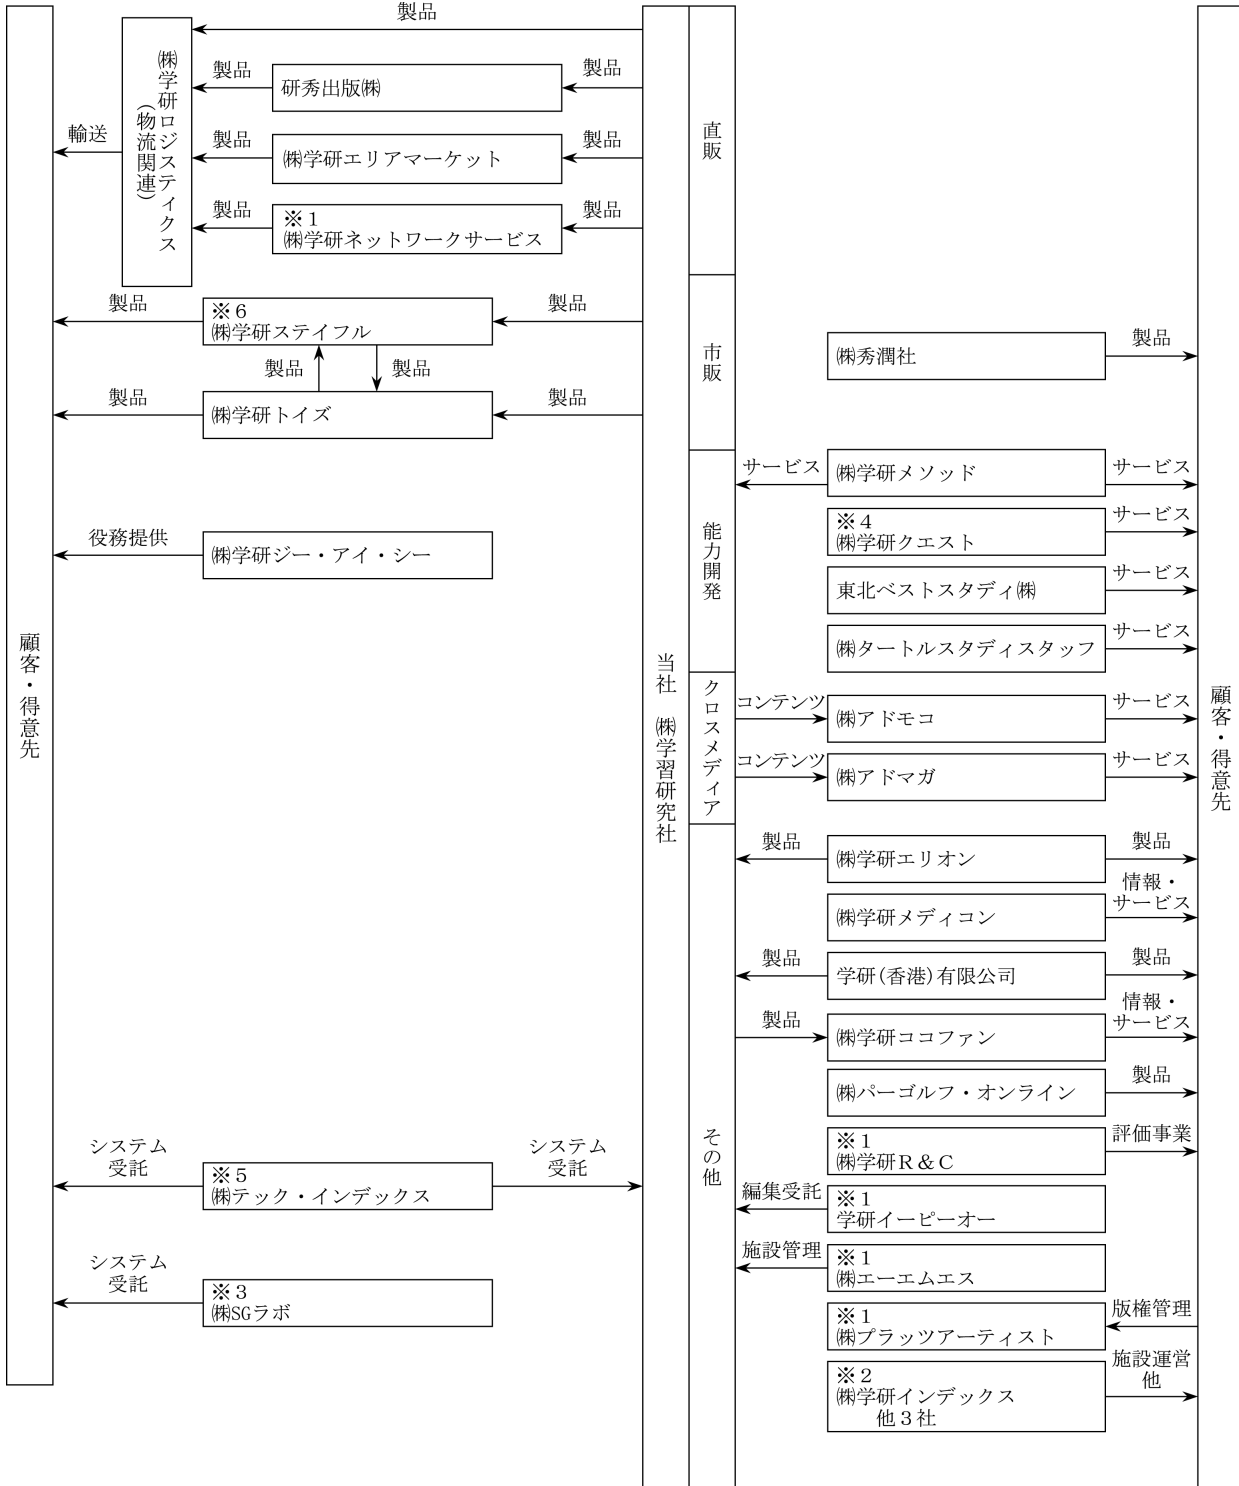 顧客・得意先
輸送
㈱学研ロジスティクス
(物流関連)
製品
製品
研秀出版㈱
製品
製品
㈱学研エリアマーケット
製品
製品
※1
㈱学研ネットワークサービス
製品
製品
※6
㈱学研ステイフル
製品
製品
製品
製品
㈱学研トイズ
製品
役務提供
㈱学研ジー・アイ・シー
システム
受託
※5
㈱テック・インデックス
システム
受託
システム
受託
※3
㈱SGラボ
当社 ㈱学習研究社
直販
市販
能力開発
クロスメディア
その他
㈱秀潤社
製品
サービス
㈱学研メソッド
サービス
※4
㈱学研クエスト
サービス
東北ベストスタディ㈱
サービス
㈱タートルスタディスタッフ
サービス
コンテンツ
㈱アドモコ
サービス
コンテンツ
㈱アドマガ
サービス
製品
㈱学研エリオン
製品
㈱学研メディコン
情報・
サービス
製品
学研(香港)有限公司
製品
製品
㈱学研ココファン
情報・
サービス
㈱パーゴルフ・オンライン
製品
※1
㈱学研R&C
評価事業
編集受託
※1
学研イーピーオー
施設管理
※1
㈱エーエムエス
※1
㈱プラッツアーティスト
版権管理
※2
㈱学研インデックス
他3社
施設運営
他
顧客・得意先